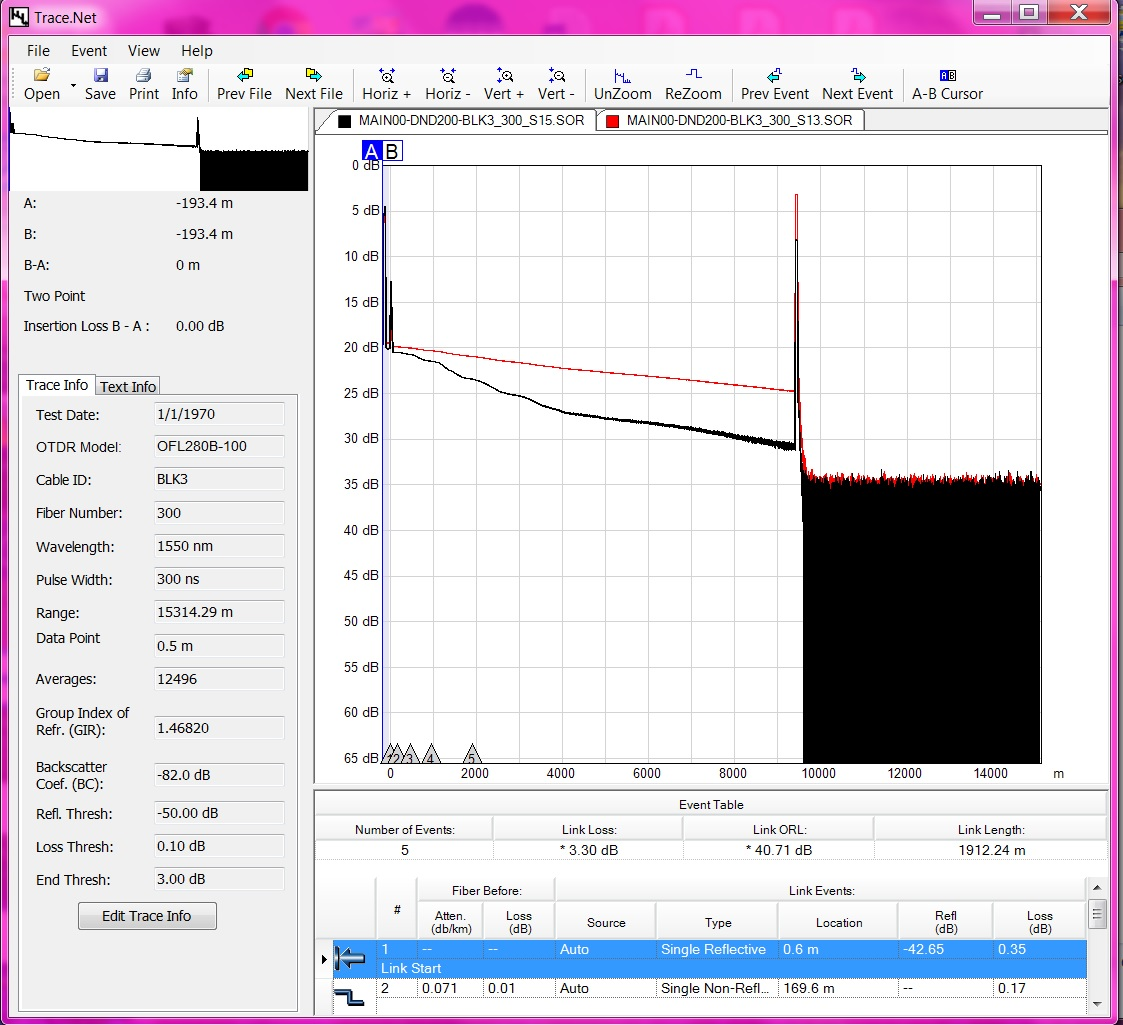 Trace.Net
File Event View Help
Open Save Print Info Prev File Next File Horiz + Horiz - Vert + Vert - UnZoom ReZoom Prev Event Next Event A-B Cursor
MAIN00-DND200-BLK3_300_S15.SOR MAIN00-DND200-BLK3_300_S13.SOR
A B
A: -193.4 m
B: -193.4 m
B-A: 0 m
Two Point
Insertion Loss B - A : 0.00 dB
Trace Info Text Info
Test Date: 1/1/1970
OTDR Model: OFL280B-100
Cable ID: BLK3
Fiber Number: 300
Wavelength: 1550 nm
Pulse Width: 300 ns
Range: 15314.29 m
Data Point 0.5 m
Averages: 12496
Group Index of
Refr. (GIR): 1.46820
Backscatter
Coef. (BC): -82.0 dB
Refl. Thresh: -50.00 dB
Loss Thresh: 0.10 dB
End Thresh: 3.00 dB
Edit Trace Info
0 dB
5 dB
10 dB
15 dB
20 dB
25 dB
30 dB
35 dB
40 dB
45 dB
50 dB
55 dB
60 dB
65 dB
1 2 3 4 5
0 2000 4000 6000 8000 10000 12000 14000 m
Event Table
Number of Events: Link Loss: Link ORL: Link Length:
5 * 3.30 dB * 40.71 dB 1912.24 m
Fiber Before: Link Events:
# Atten. (db/km) Loss (dB) Source Type Location Refl (dB) Loss (dB)
1 -- -- Auto Single Reflective 0.6 m -42.65 0.35
Link Start
2 0.071 0.01 Auto Single Non-Refl... 169.6 m -- 0.17